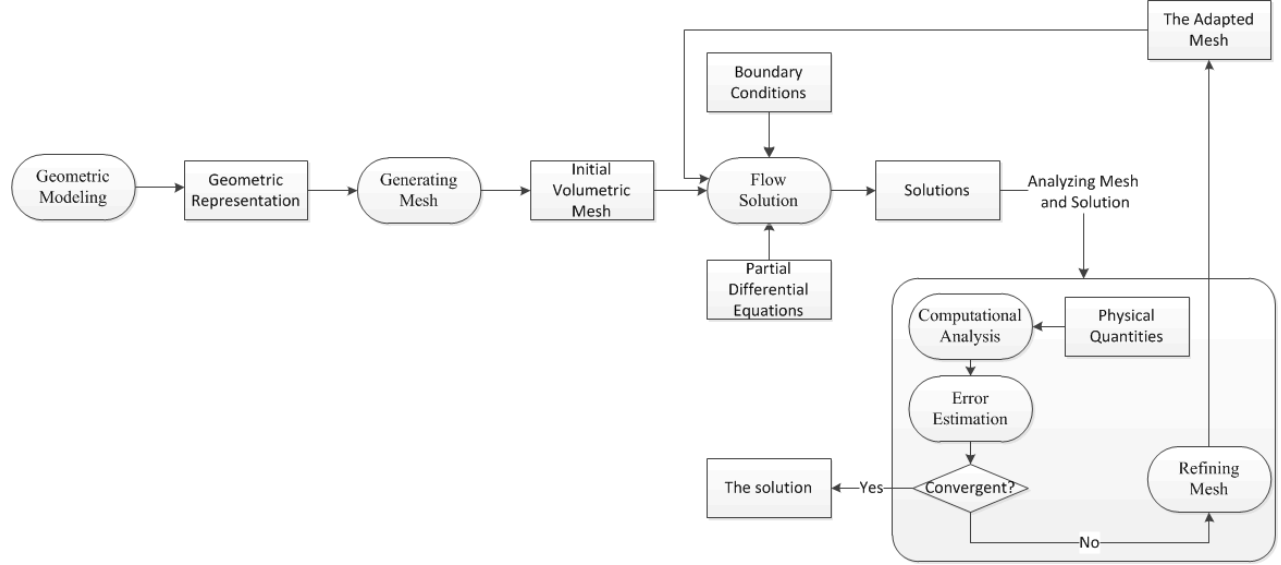 The Adapted
Mesh
Boundary
Conditions
Geometric
Modeling
Geometric
Representation
Generating
Mesh
Initial
Volumetric
Mesh
Flow
Solution
Solutions
Analyzing Mesh
and Solution
Partial
Differential
Equations
Computational
Analysis
Physical
Quantities
Error
Estimation
The solution
Yes
Convergent?
Refining
Mesh
No